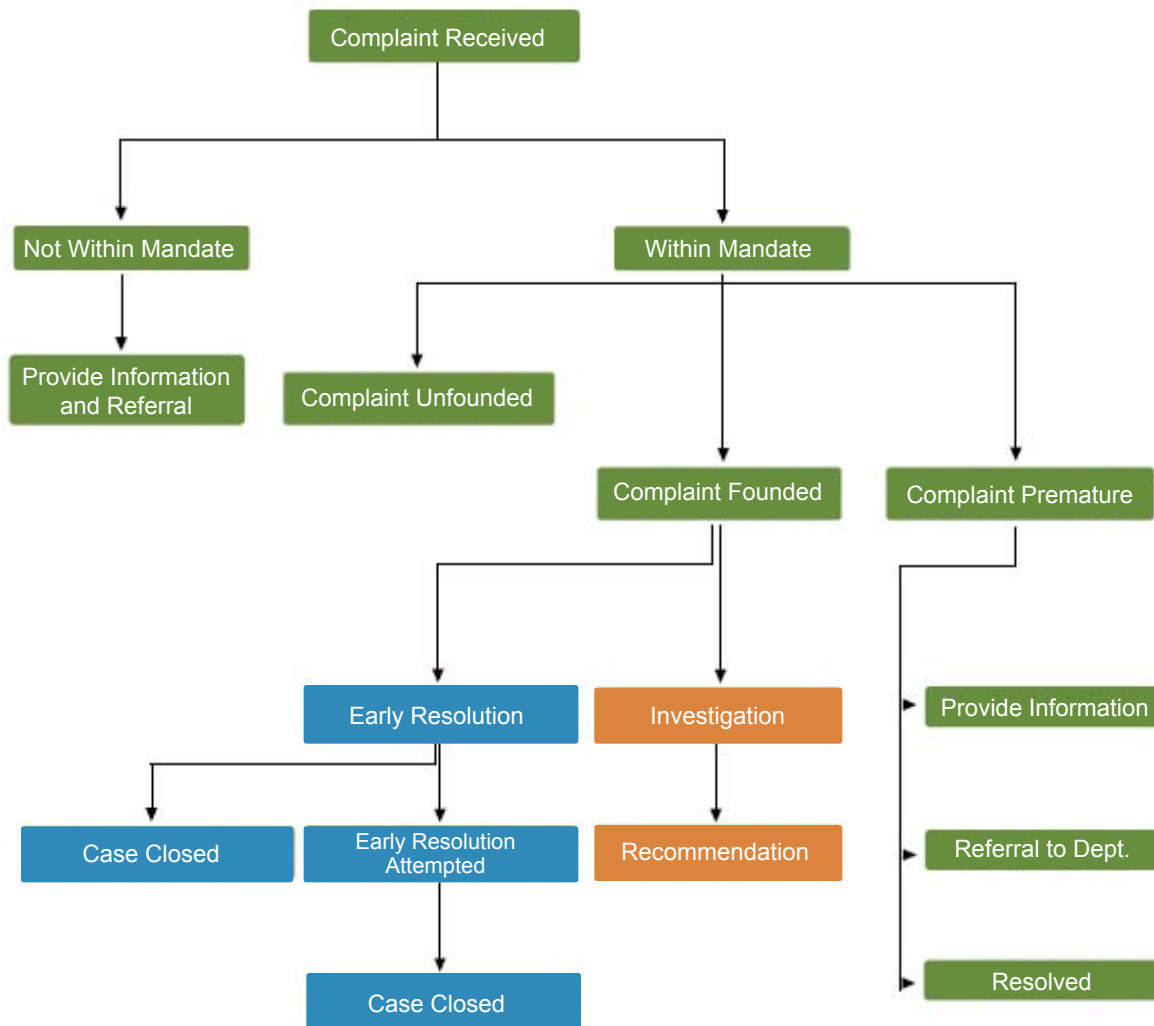 Complaint Received
Not Within Mandate
Within Mandate
Provide Information
and Referral
Complaint Unfounded
Complaint Founded
Complaint Premature
Early Resolution
Investigation
Provide Information
Case Closed
Early Resolution
Attempted
Recommendation
Referral to Dept.
Case Closed
Resolved